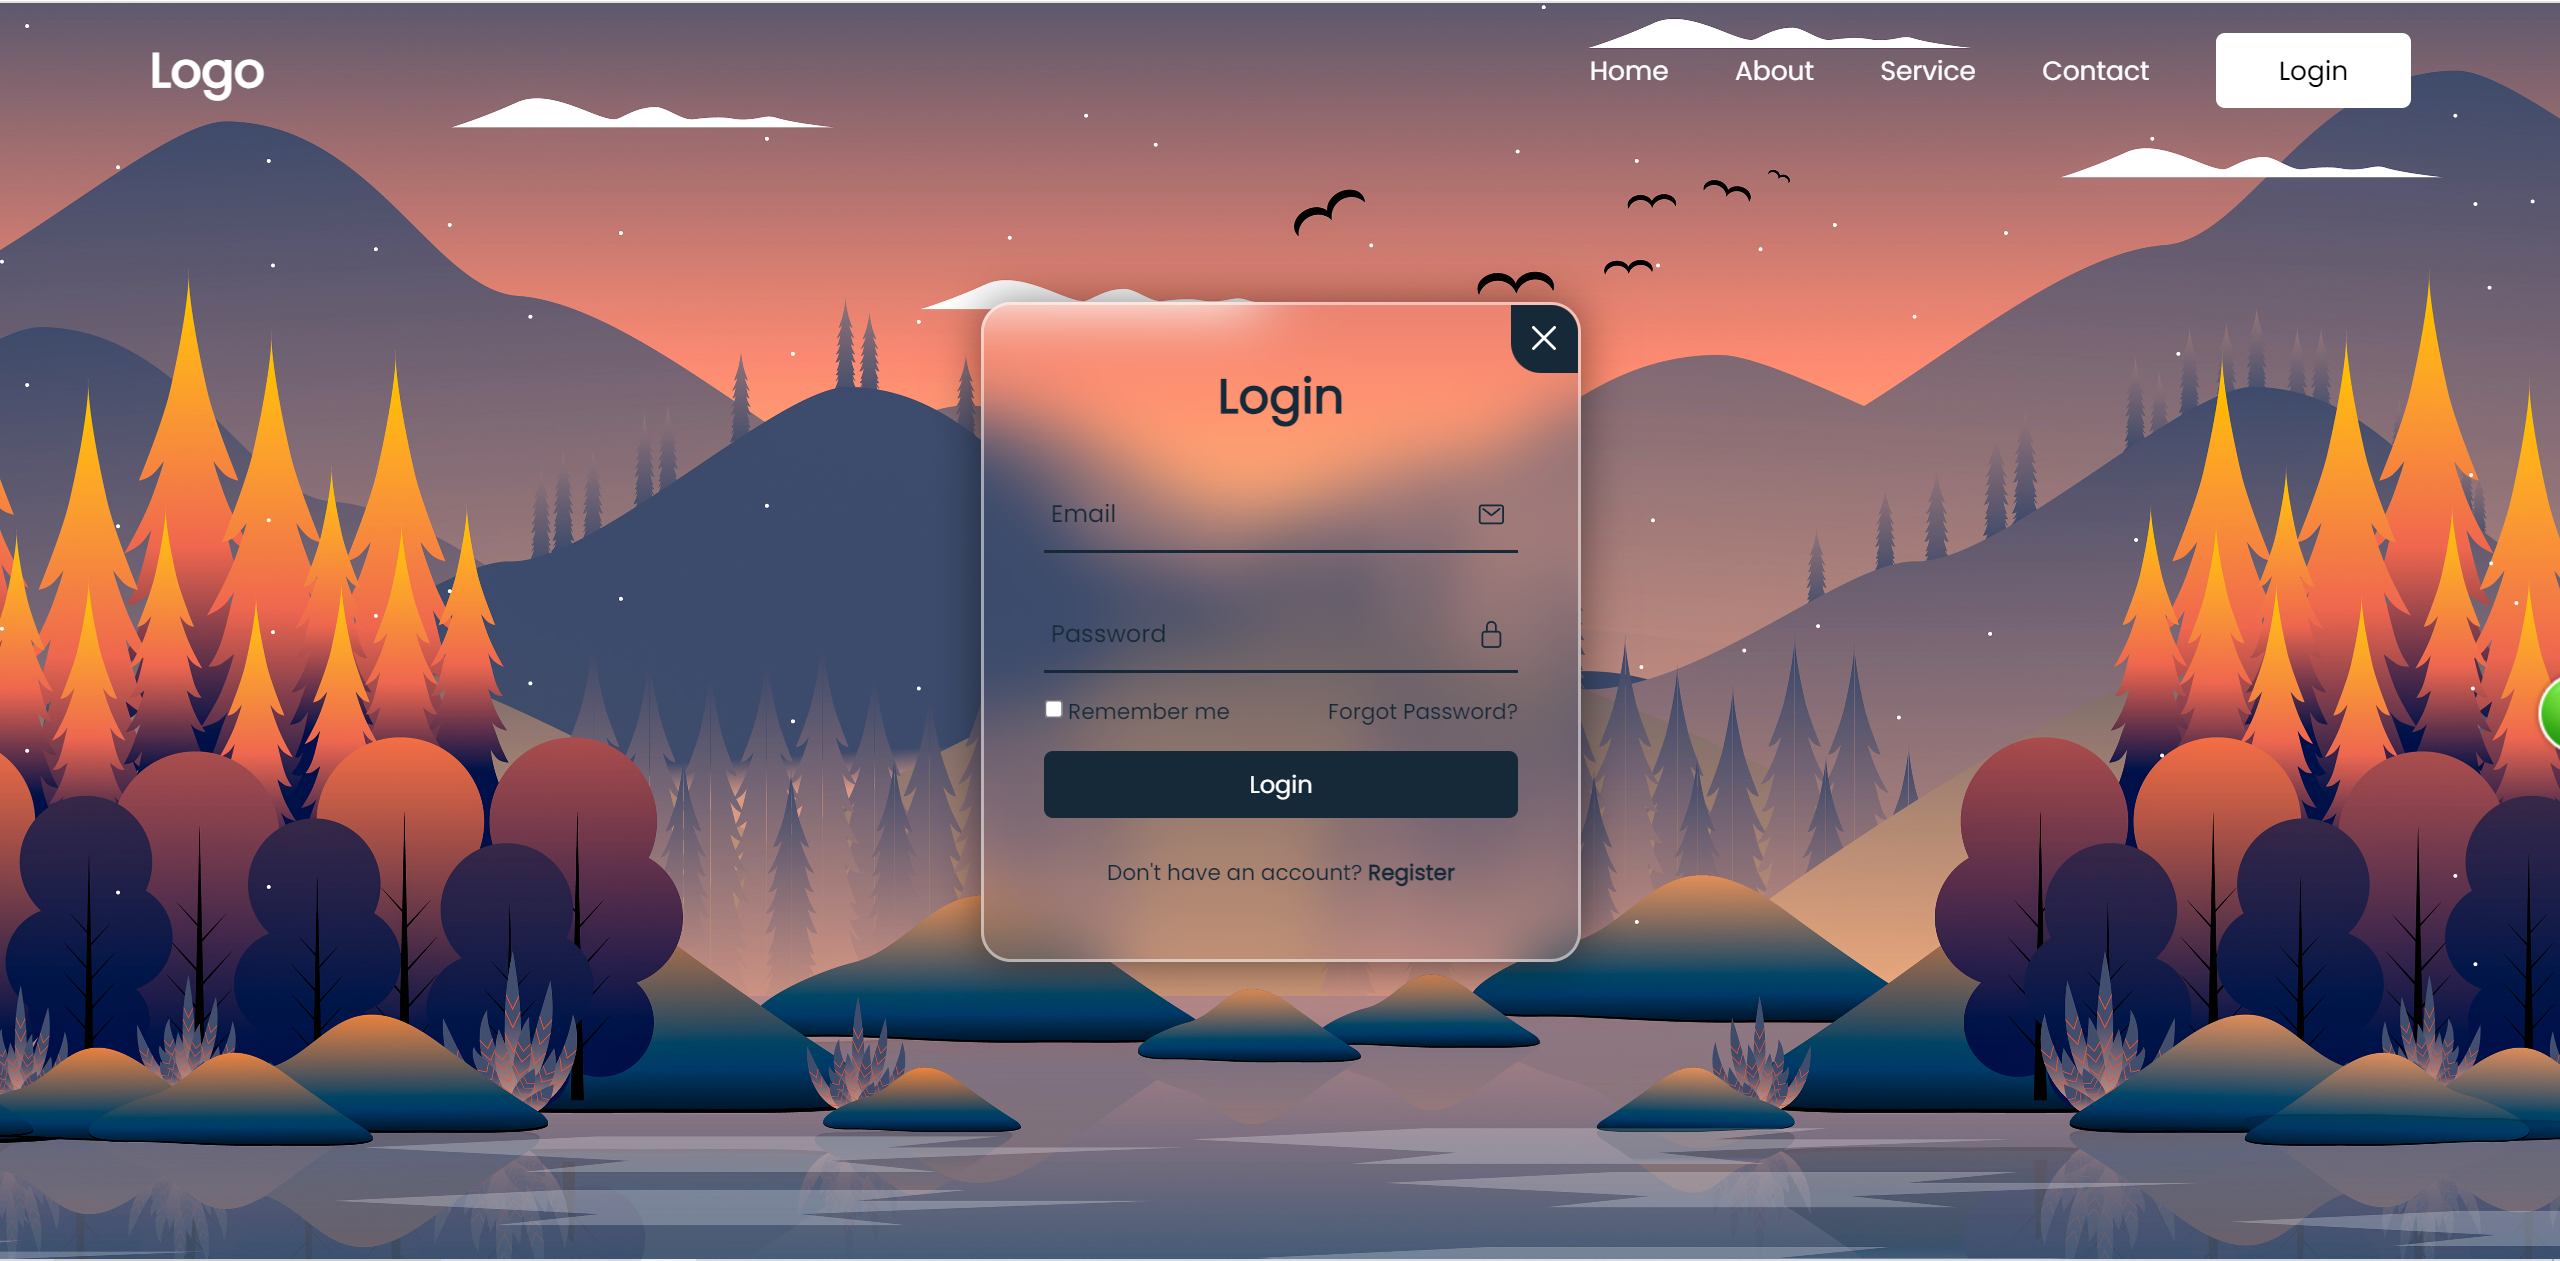 Logo
Home About Service Contact Login
Login
Email
Password
Remember me Forgot Password?
Login
Don't have an account? Register